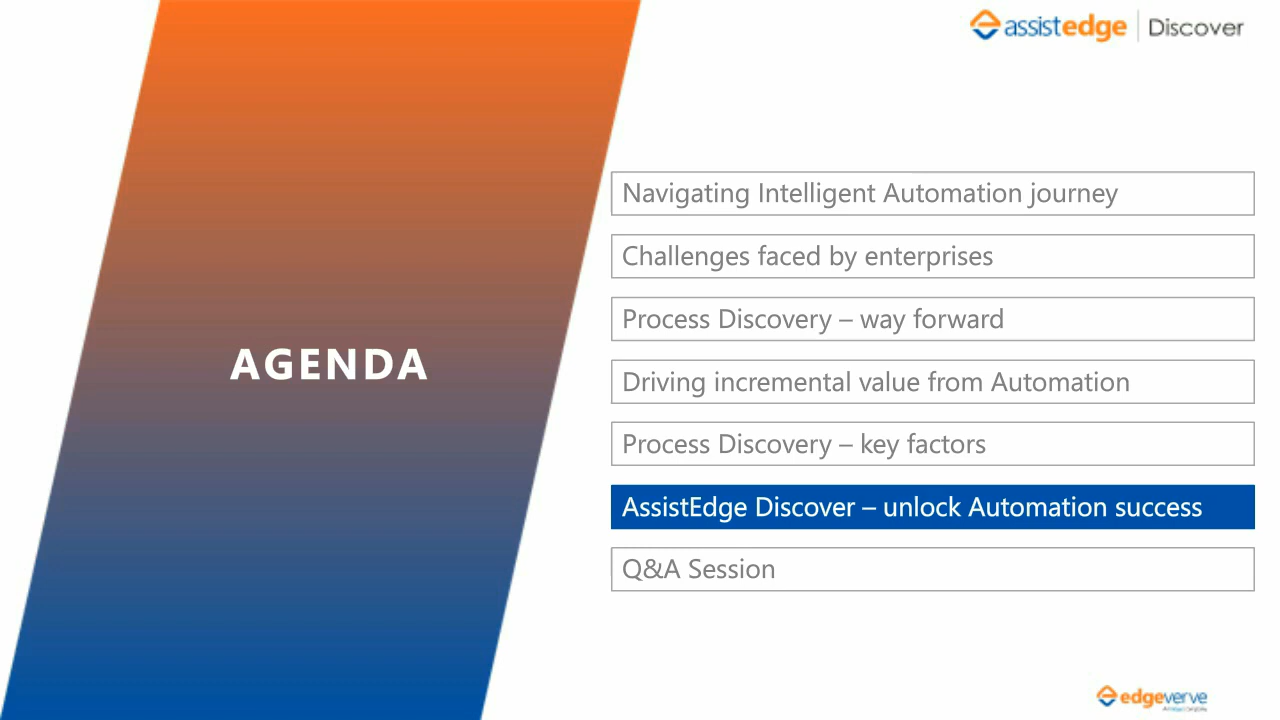 assistedge | Discover
AGENDA
Navigating Intelligent Automation journey
Challenges faced by enterprises
Process Discovery – way forward
Driving incremental value from Automation
Process Discovery – key factors
AssistEdge Discover – unlock Automation success
Q&A Session
edgeverve